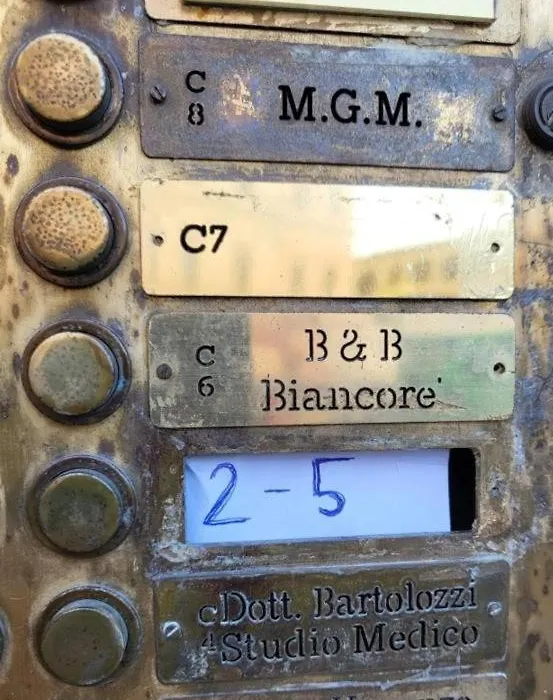 C
8
M.G.M.
C7
C
6
B & B
Biancore'
2-5
C Dott. Bartolozzi
4 Studio Medico